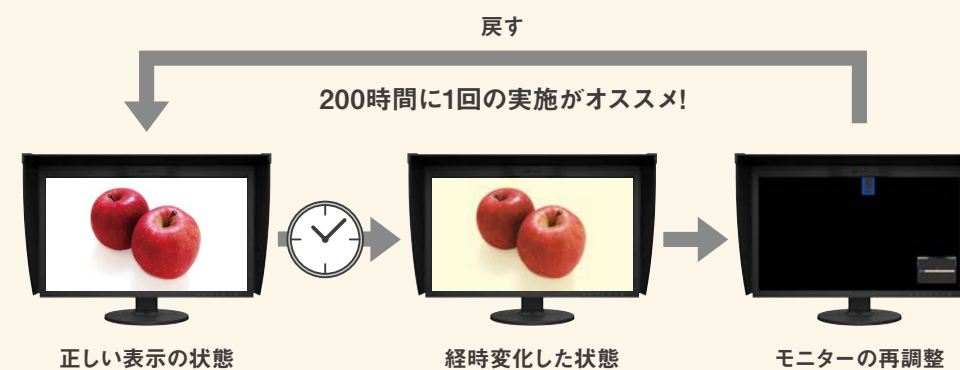 戻す
200時間に1回の実施がオススメ!
正しい表示の状態
経時変化した状態
モニターの再調整